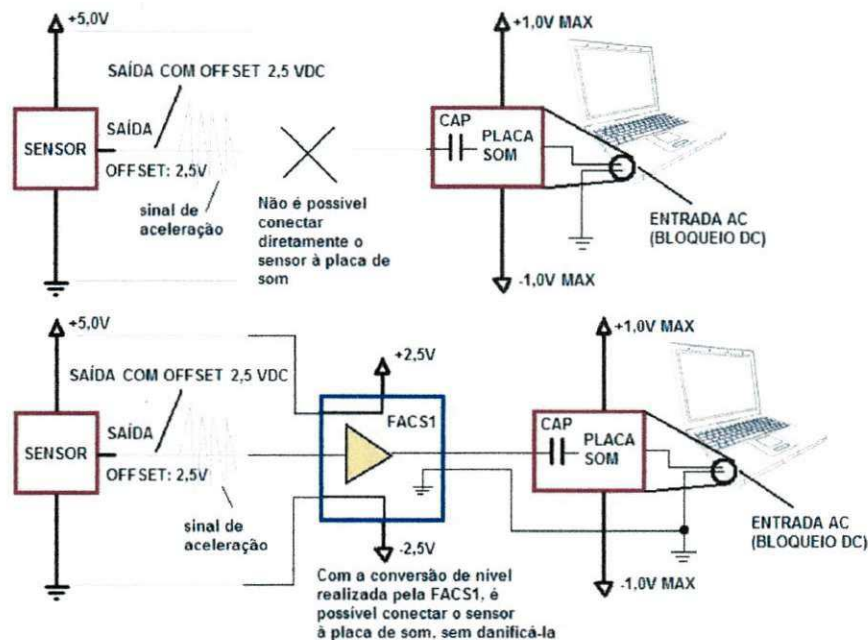 +5,0V
SAÍDA COM OFFSET 2,5 VDC
SENSOR
SAÍDA
OFFSET: 2,5V
sinal de
aceleração
Não é possível
conectar
diretamente o
sensor à placa de
som
+1,0V MAX
CAP
PLACA
SOM
ENTRADA AC
(BLOQUEIO DC)
-1,0V MAX
+5,0V
SAÍDA COM OFFSET 2,5 VDC
SENSOR
SAÍDA
OFFSET: 2,5V
sinal de
aceleração
+2,5V
FACS1
-2,5V
Com a conversão de nível
realizada pela FACS1, é
possível conectar o sensor
à placa de som, sem danificá-la
+1,0V MAX
CAP
PLACA
SOM
ENTRADA AC
(BLOQUEIO DC)
-1,0V MAX